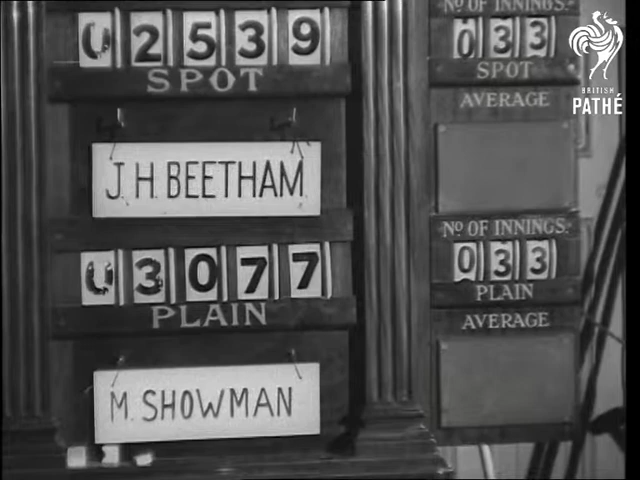 Nº OF INNINGS.
02539
033
SPOT
SPOT
AVERAGE
BRITISH
PATHÉ
J. H. BEETHAM.
Nº OF INNINGS.
03077
033
PLAIN
PLAIN
AVERAGE
M. SHOWMAN